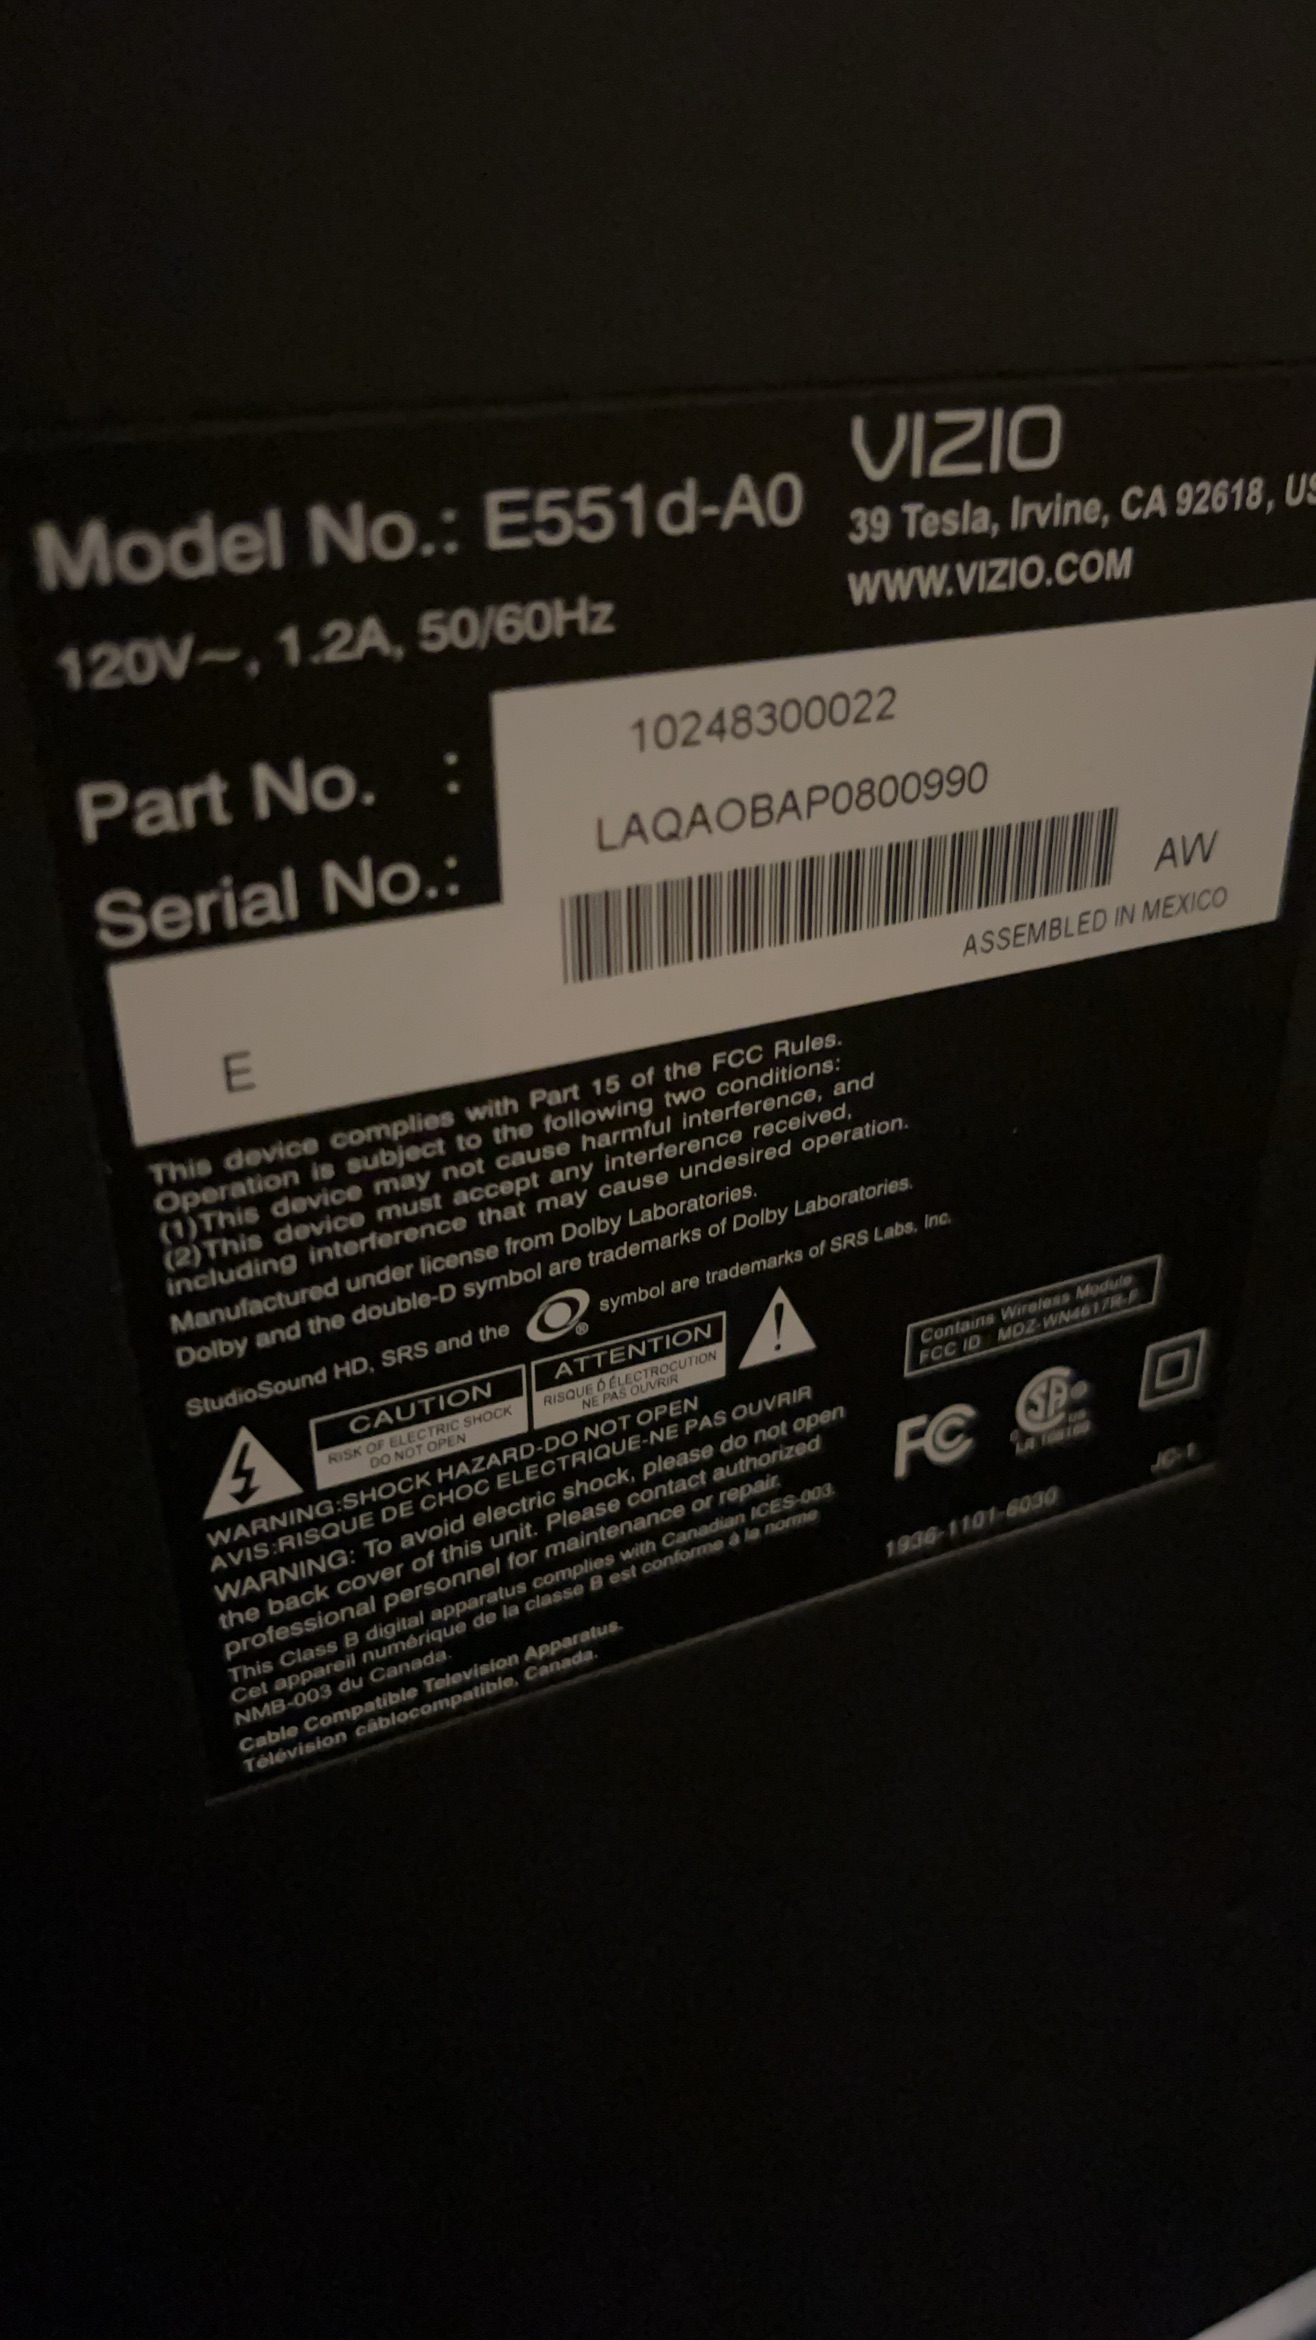 VIZIO
Model No.: E551d-A0
39 Tesla, Irvine, CA 92618, US
WWW.VIZIO.COM
120V~, 1.2A, 50/60Hz
Part No. : 10248300022
Serial No.: LAQAOBAP0800990
AW
ASSEMBLED IN MEXICO
E
This device complies with Part 15 of the FCC Rules.
Operation is subject to the following two conditions:
(1)This device may not cause harmful interference, and
(2)This device must accept any interference received,
including interference that may cause undesired operation.
Manufactured under license from Dolby Laboratories.
Dolby and the double-D symbol are trademarks of Dolby Laboratories.
StudioSound HD, SRS and the ® symbol are trademarks of SRS Labs, Inc.
CAUTION
RISK OF ELECTRIC SHOCK
DO NOT OPEN
ATTENTION
RISQUE Ó ÉLECTROCUTION
NE PAS OUVRIR
Contains Wireless Module
FCC ID : MDZ-WN4617R-F
WARNING:SHOCK HAZARD-DO NOT OPEN
AVIS:RISQUE DE CHOC ELECTRIQUE-NE PAS OUVRIR
WARNING: To avoid electric shock, please do not open
the back cover of this unit. Please contact authorized
professional personnel for maintenance or repair.
This Class B digital apparatus complies with Canadian ICES-003.
Cet appareil numérique de la classe B est conforme à la norme
NMB-003 du Canada.
Cable Compatible Television Apparatus.
Télévision câblocompatible, Canada.
FC
SA
C US
JC-1
1936-1101-6030